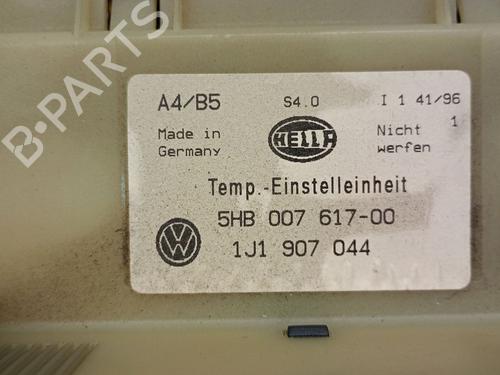 B-PARTS
A4/B5 S4.0 I 1 41/96
Made in Germany
HELLA
Nicht 1
werfen
Temp.-Einstelleinheit
5HB 007 617-00
1J1 907 044